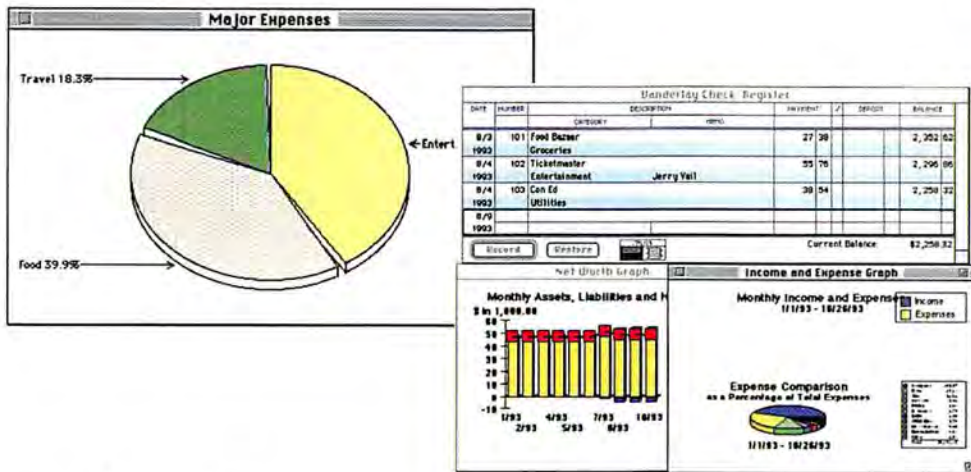 Major Expenses
Travel 18.3%
Entert
Food 39.9%
Vanderlay Check Register
DATE NUMBER DESCRIPTION PAYMENT ✓ DEPOSIT BALANCE
CATEGORY MEMO
8/3 101 Food Bazaar 27 38 2,352 62
1993 Groceries
8/4 102 Ticketmaster 55 76 2,296 86
1993 Entertainment Jerry Vail
8/4 103 Con Ed 38 54 2,258 32
1993 Utilities
8/9
1993
Record Restore Current Balance $2,258.32
Net Worth Graph
Monthly Assets, Liabilities and N
$ in 1,000.00
60
50
40
30
20
10
0
-10
1/93 4/93 7/93 10/93
2/93 5/93 8/93
Income and Expense Graph
Monthly Income and Expenses
1/1/93 - 10/26/93
Income
Expenses
Expense Comparison
as a Percentage of Total Expenses
1/1/93 - 10/26/93